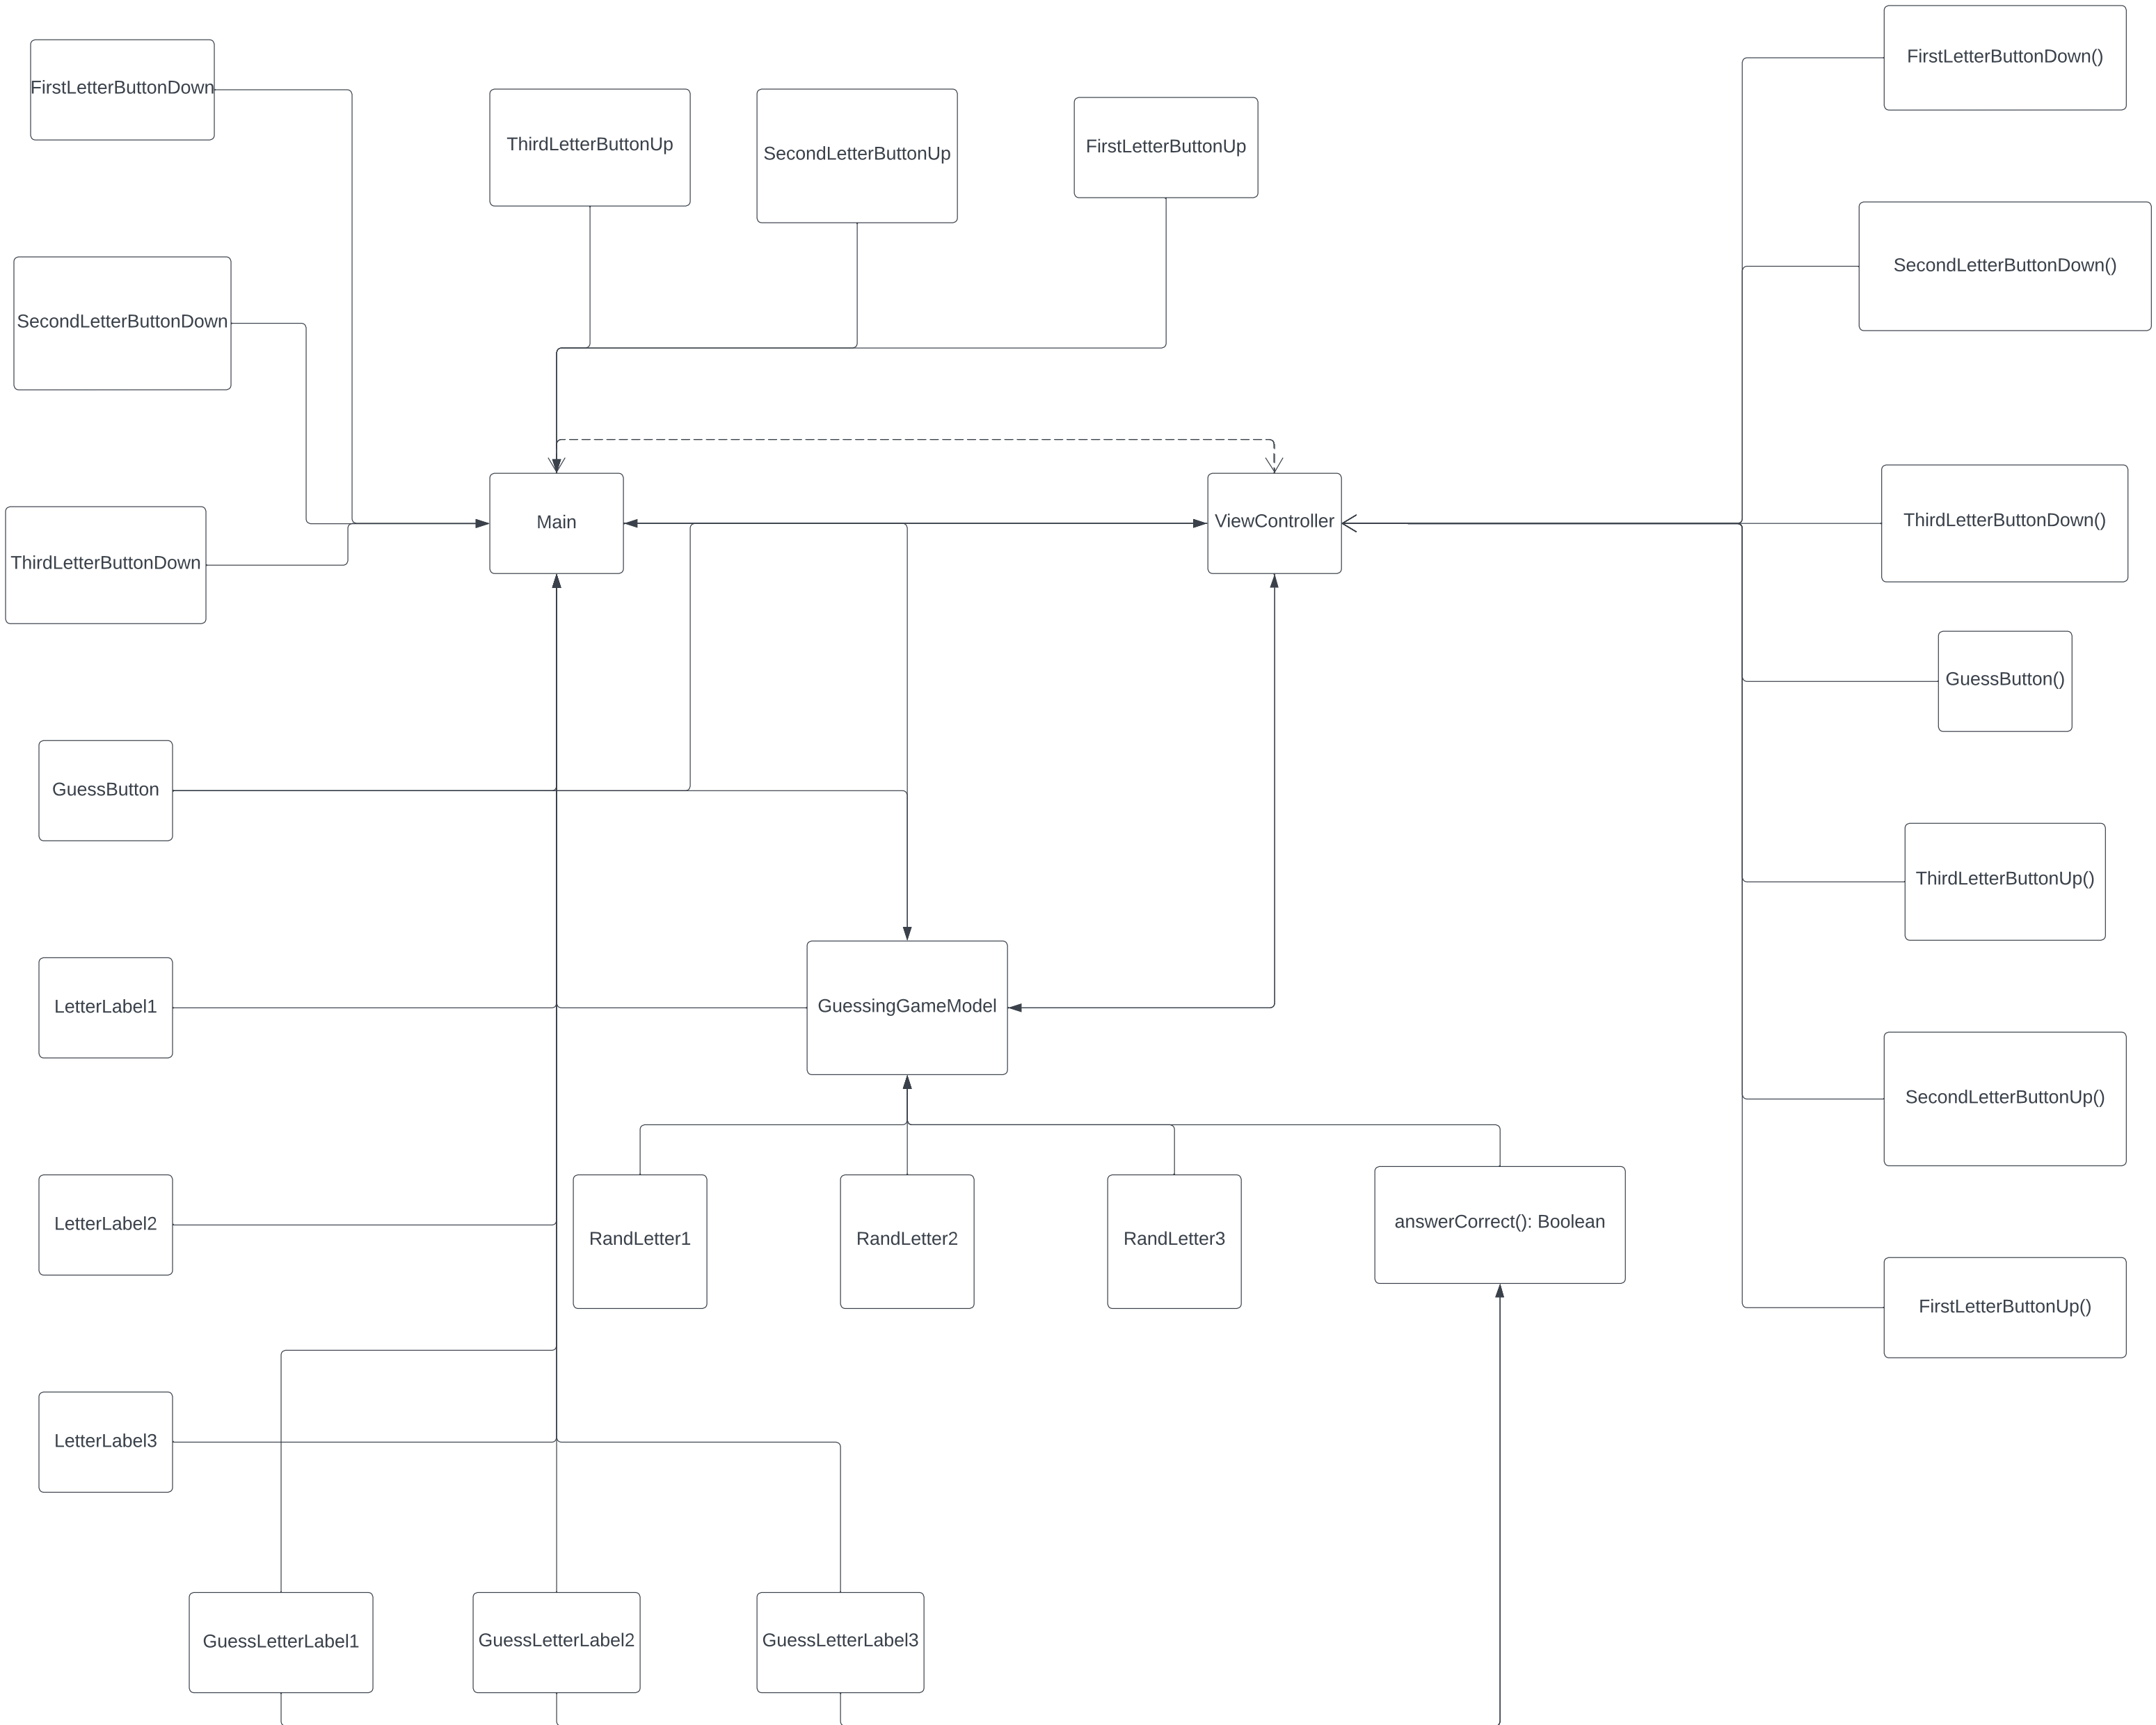 FirstLetterButtonDown()
FirstLetterButtonDown
ThirdLetterButtonUp
SecondLetterButtonUp
FirstLetterButtonUp
SecondLetterButtonDown()
SecondLetterButtonDown
Main
ViewController
ThirdLetterButtonDown()
ThirdLetterButtonDown
GuessButton()
GuessButton
ThirdLetterButtonUp()
LetterLabel1
GuessingGameModel
SecondLetterButtonUp()
LetterLabel2
RandLetter1
RandLetter2
RandLetter3
answerCorrect(): Boolean
FirstLetterButtonUp()
LetterLabel3
GuessLetterLabel1
GuessLetterLabel2
GuessLetterLabel3